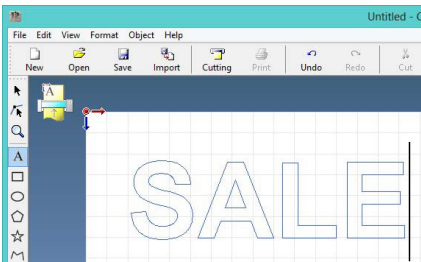 Untitled - C
File Edit View Format Object Help
New Open Save Import Cutting Print Undo Redo Cut
A
A
SALE